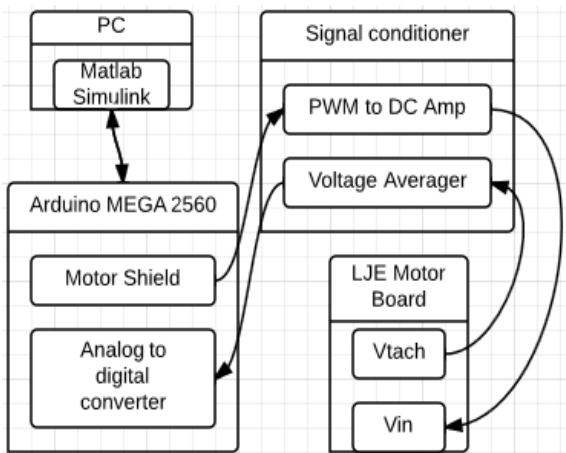 PC
Matlab
Simulink
Signal conditioner
PWM to DC Amp
Voltage Averager
Arduino MEGA 2560
Motor Shield
Analog to
digital
converter
LJE Motor
Board
Vtach
Vin